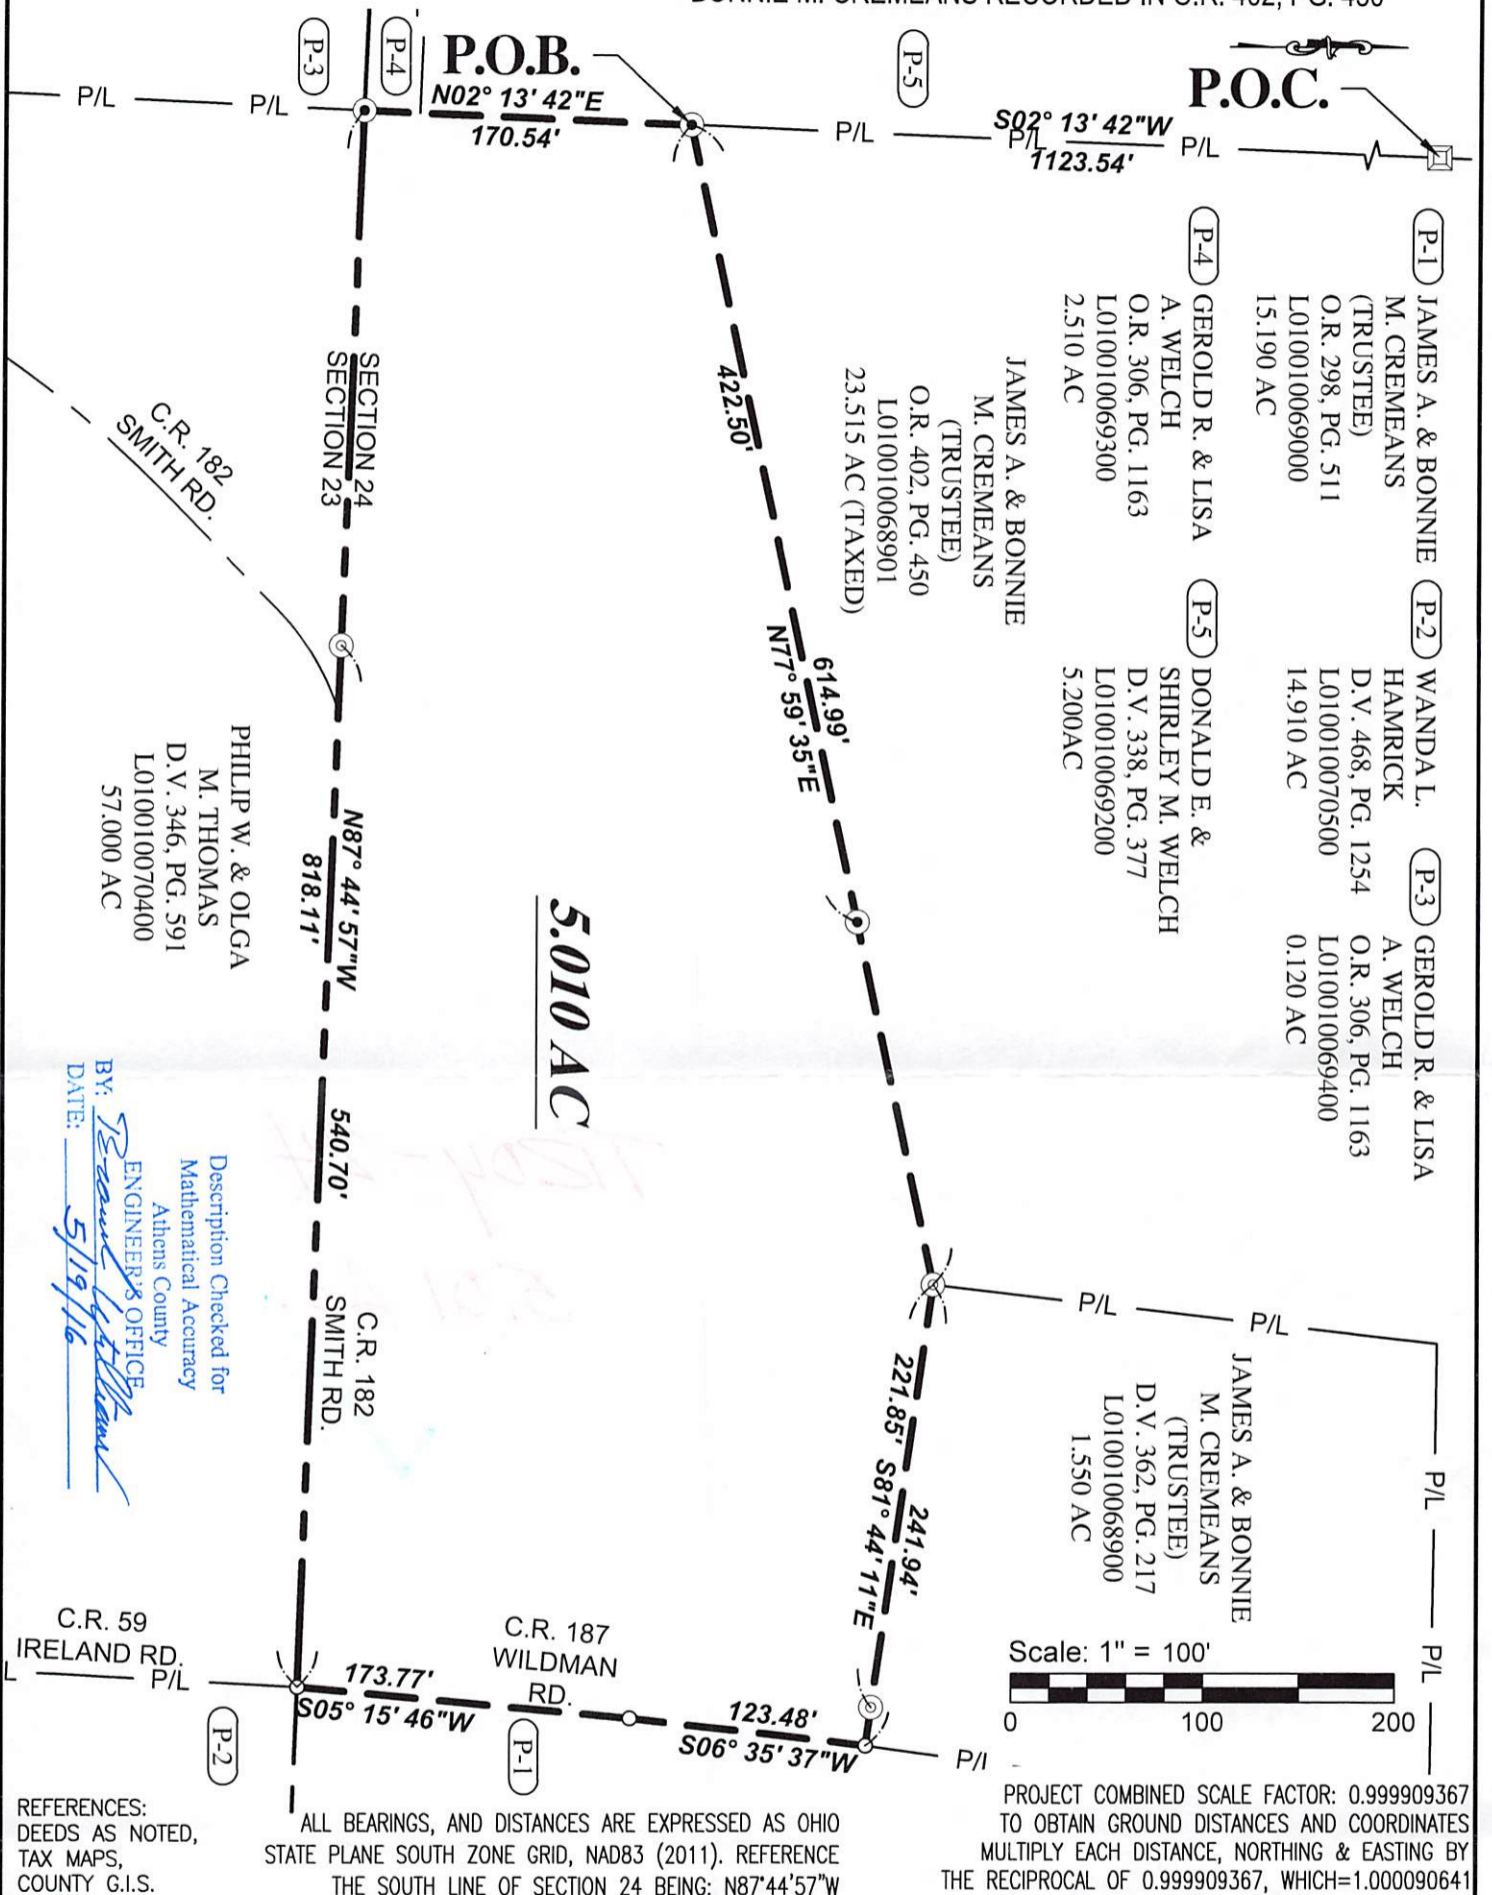 P-3
P-4
P.O.B.
N02° 13' 42"E
170.54'
P-5
P.O.C.
S02° 13' 42"W
1123.54'
P/L
P/L
P/L
P/L
P/L
P-1 JAMES A. & BONNIE
M. CREMEANS
(TRUSTEE)
O.R. 298, PG. 511
L010010069000
15.190 AC
P-2 WANDA L.
HAMRICK
D.V. 468, PG. 1254
L010010070500
14.910 AC
P-3 GEROLD R. & LISA
A. WELCH
O.R. 306, PG. 1163
L010010069400
0.120 AC
P-4 GEROLD R. & LISA
A. WELCH
O.R. 306, PG. 1163
L010010069300
2.510 AC
P-5 DONALD E. &
SHIRLEY M. WELCH
D.V. 338, PG. 377
L010010069200
5.200AC
JAMES A. & BONNIE
M. CREMEANS
(TRUSTEE)
O.R. 402, PG. 450
L010010068901
23.515 AC (TAXED)
422.50'
614.99'
N77° 59' 35"E
SECTION 24
SECTION 23
C.R. 182
SMITH RD.
N87° 44' 57"W
818.11'
540.70'
5.010 AC
PHILIP W. & OLGA
M. THOMAS
D.V. 346, PG. 591
L010010070400
57.000 AC
Description Checked for
Mathematical Accuracy
Athens County
ENGINEER'S OFFICE
BY:
DATE: 5/19/16
C.R. 182
SMITH RD.
P/L
P/L
P/L
P/L
JAMES A. & BONNIE
M. CREMEANS
(TRUSTEE)
D.V. 362, PG. 217
L010010068900
1.550 AC
221.85'
241.94'
S81° 44' 11"E
Scale: 1" = 100'
0 100 200
C.R. 59
IRELAND RD.
P/L
P-2
173.77'
S05° 15' 46"W
C.R. 187
WILDMAN
RD.
P-1
123.48'
S06° 35' 37"W
REFERENCES:
DEEDS AS NOTED,
TAX MAPS,
COUNTY G.I.S.
ALL BEARINGS, AND DISTANCES ARE EXPRESSED AS OHIO
STATE PLANE SOUTH ZONE GRID, NAD83 (2011). REFERENCE
THE SOUTH LINE OF SECTION 24 BEING: N87°44'57"W
PROJECT COMBINED SCALE FACTOR: 0.999909367
TO OBTAIN GROUND DISTANCES AND COORDINATES
MULTIPLY EACH DISTANCE, NORTHING & EASTING BY
THE RECIPROCAL OF 0.999909367, WHICH=1.000090641